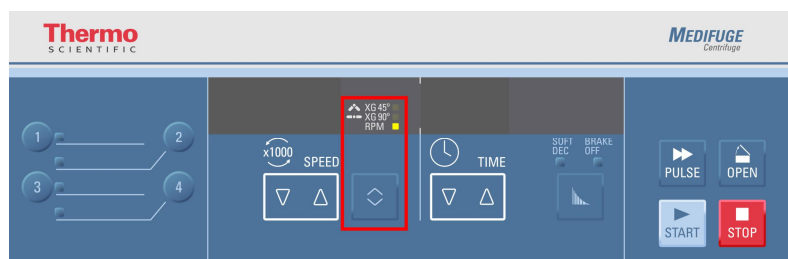 Thermo
SCIENTIFIC
MEDIFUGE
Centrifuge
XG 45°
XG 90°
RPM
1
2
3
4
x1000
SPEED
TIME
SOFT DEC
BRAKE OFF
PULSE
OPEN
START
STOP